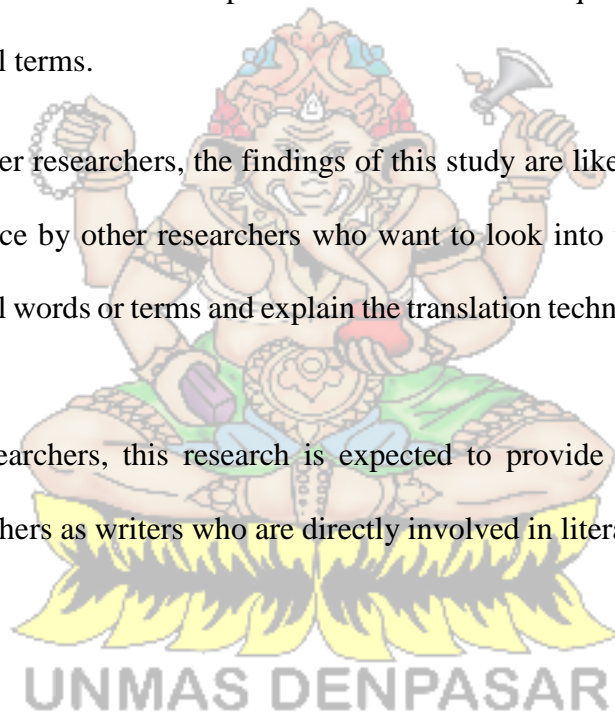 l terms.
er researchers, the findings of this study are like
ce by other researchers who want to look into
l words or terms and explain the translation techn
earchers, this research is expected to provide
hers as writers who are directly involved in litera
UNMAS DENPASAR